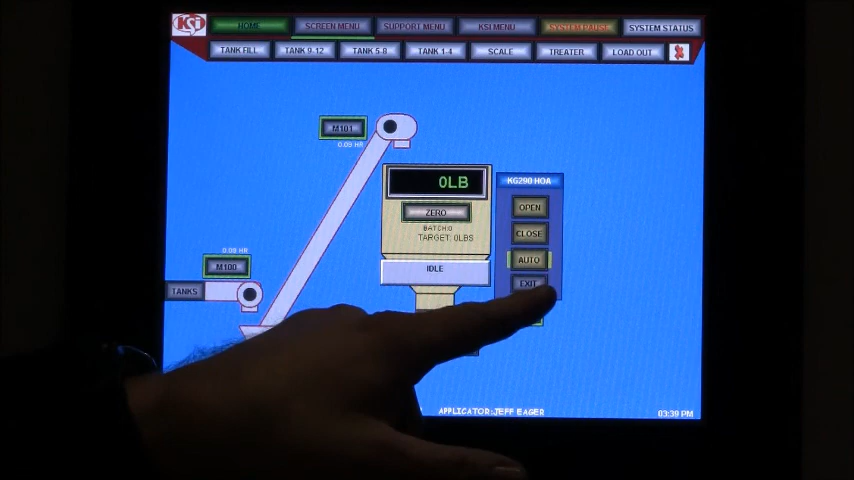 KSI
HOME
SCREEN MENU
SUPPORT MENU
KSI MENU
SYSTEM PAUSE
SYSTEM STATUS
TANK FILL
TANK 9-12
TANK 5-8
TANK 1-4
SCALE
TREATER
LOAD OUT
M101
0.09 HR
0LB
KG290 HOA
ZERO
OPEN
BATCH:0
TARGET: 0LBS
CLOSE
0.09 HR
M100
IDLE
AUTO
TANKS
EXIT
APPLICATOR:JEFF EAGER
03:39 PM